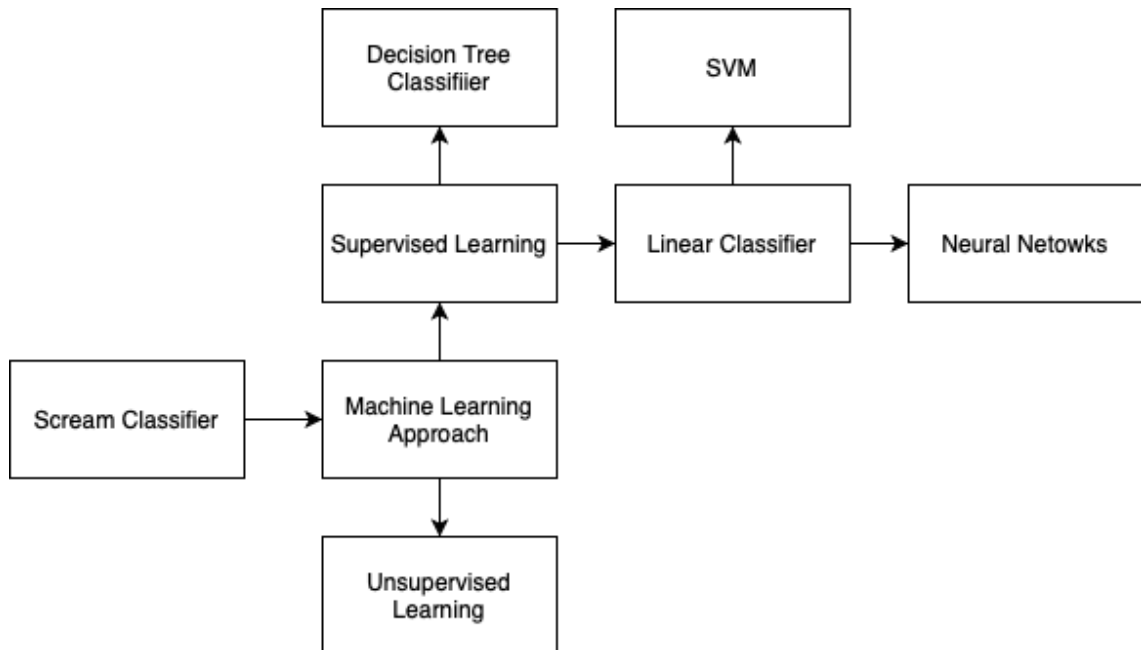 Decision Tree
Classifiier
SVM
Supervised Learning
Linear Classifier
Neural Netowks
Scream Classifier
Machine Learning
Approach
Unsupervised
Learning